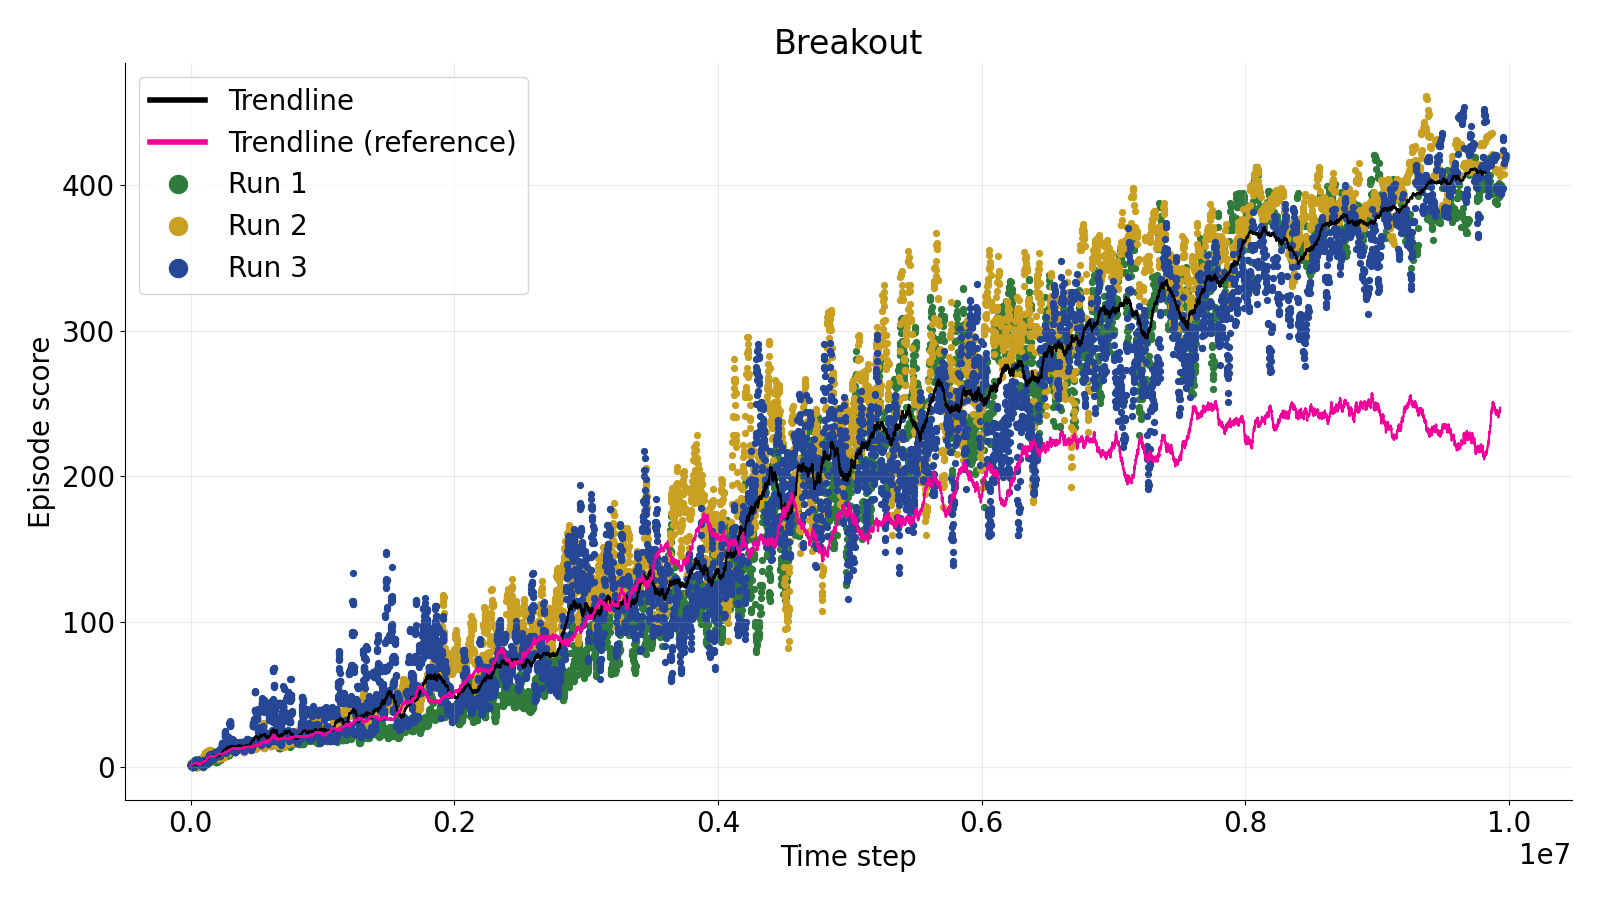 Breakout
Trendline
Trendline (reference)
Run 1
Run 2
Run 3
Episode score
400
300
200
100
0
0.0 0.2 0.4 0.6 0.8 1.0
1e7
Time step